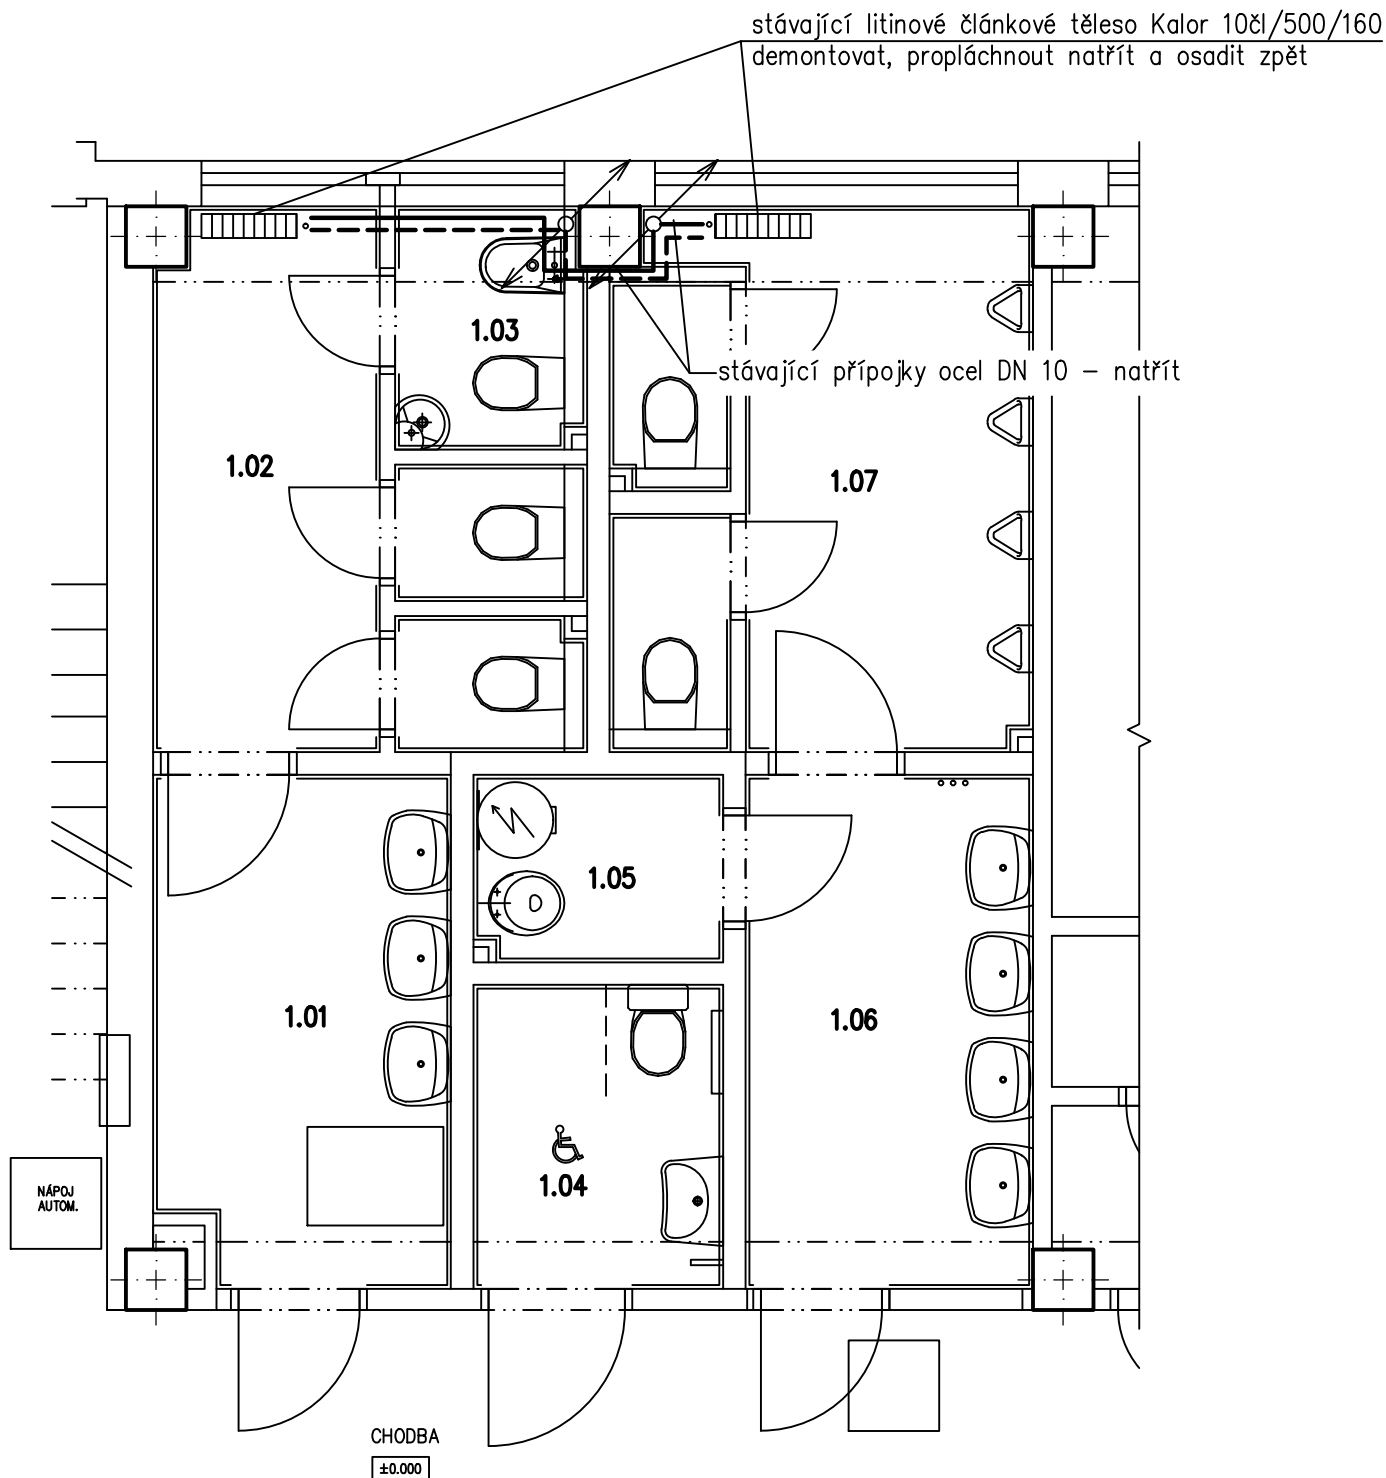 stávající litinové článkové těleso Kalor 10čl/500/160
demontovat, propláchnout natřít a osadit zpět
1.03
stávající přípojky ocel DN 10 – natřít
1.02
1.07
1.05
1.01
1.06
1.04
NÁPOJ
AUTOM.
CHODBA
±0.000